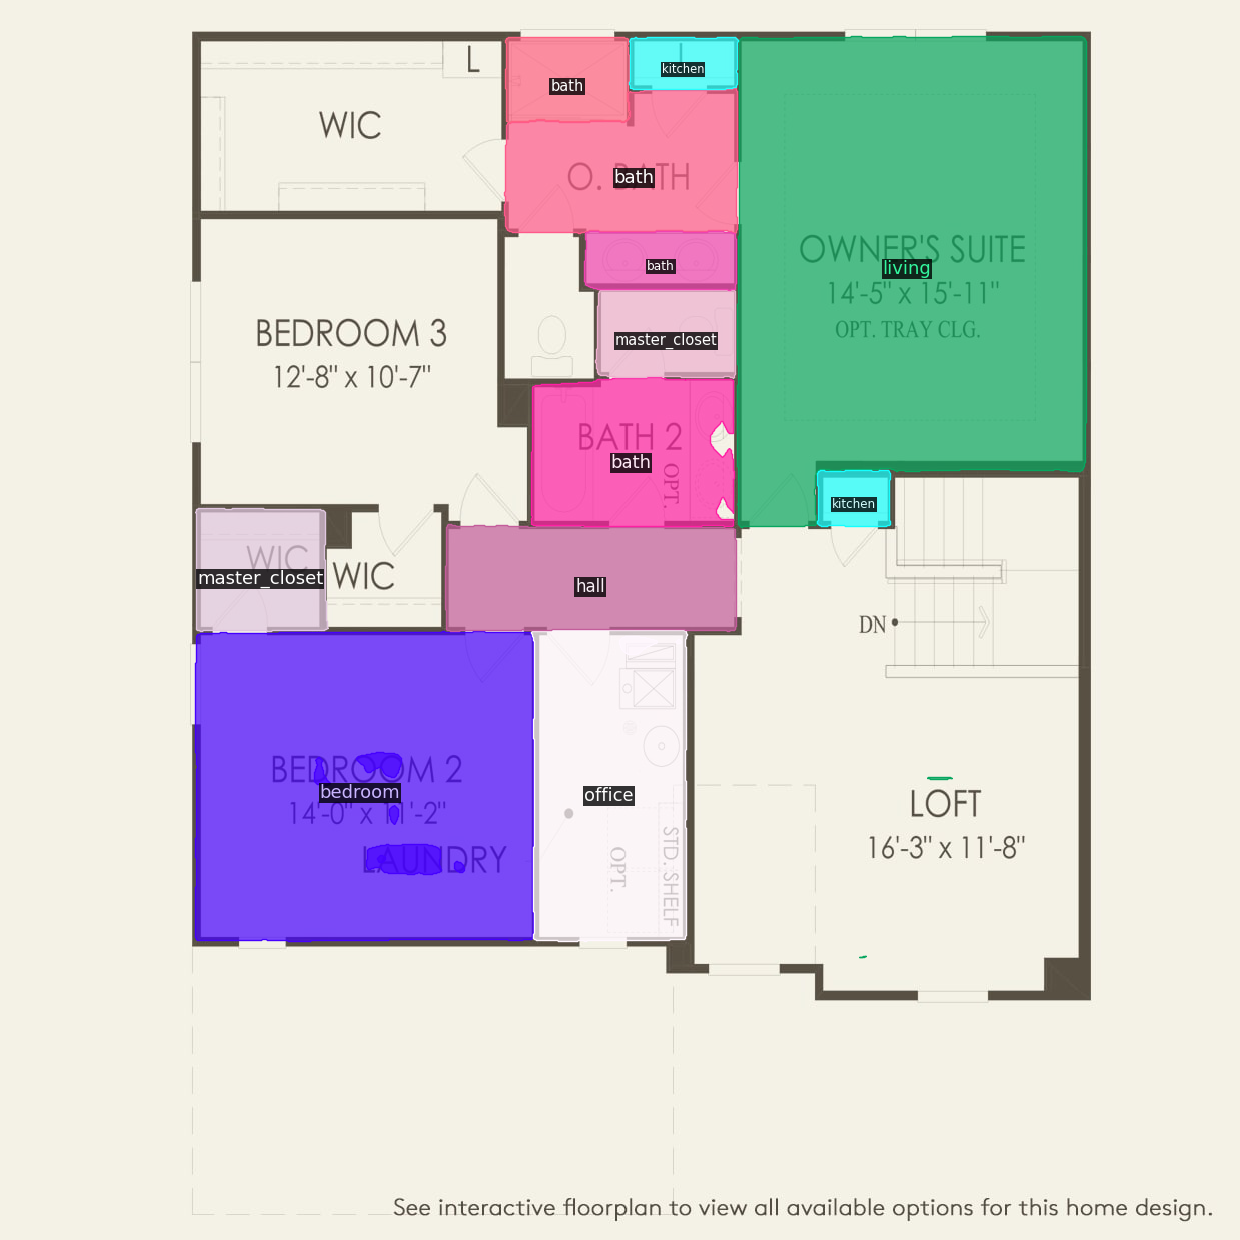 L
WIC
bath
kitchen
O. BATH
bath
bath
OWNER'S SUITE
living
14'-5" x 15'-11"
OPT. TRAY CLG.
BEDROOM 3
12'-8" x 10'-7"
master_closet
BATH 2
bath
OPT.
kitchen
WIC
master_closet
WIC
hall
DN
BEDROOM 2
bedroom
14'-0" x 11'-2"
LAUNDRY
office
OPT.
STD. SHELF
LOFT
16'-3" x 11'-8"
See interactive floorplan to view all available options for this home design.